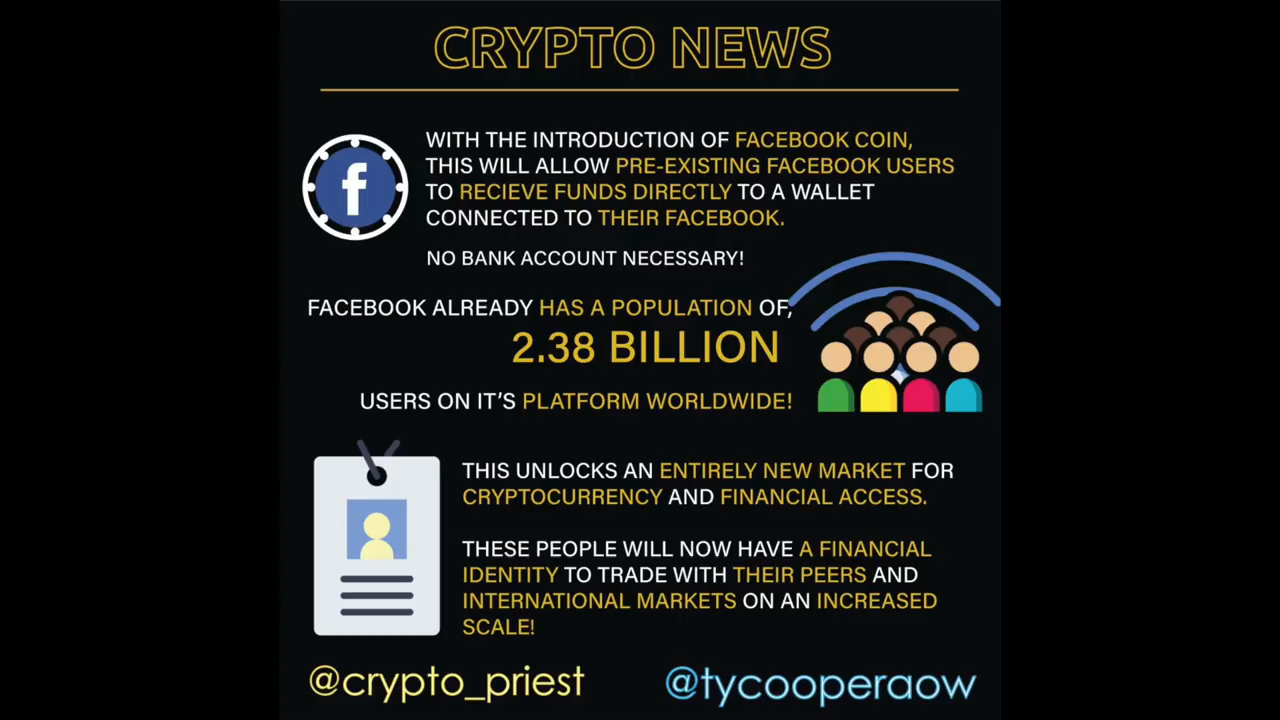 CRYPTO NEWS
WITH THE INTRODUCTION OF FACEBOOK COIN,
THIS WILL ALLOW PRE-EXISTING FACEBOOK USERS
TO RECIEVE FUNDS DIRECTLY TO A WALLET
CONNECTED TO THEIR FACEBOOK.
NO BANK ACCOUNT NECESSARY!
FACEBOOK ALREADY HAS A POPULATION OF,
2.38 BILLION
USERS ON IT'S PLATFORM WORLDWIDE!
THIS UNLOCKS AN ENTIRELY NEW MARKET FOR
CRYPTOCURRENCY AND FINANCIAL ACCESS.
THESE PEOPLE WILL NOW HAVE A FINANCIAL
IDENTITY TO TRADE WITH THEIR PEERS AND
INTERNATIONAL MARKETS ON AN INCREASED
SCALE!
@crypto_priest
@tycooperaow